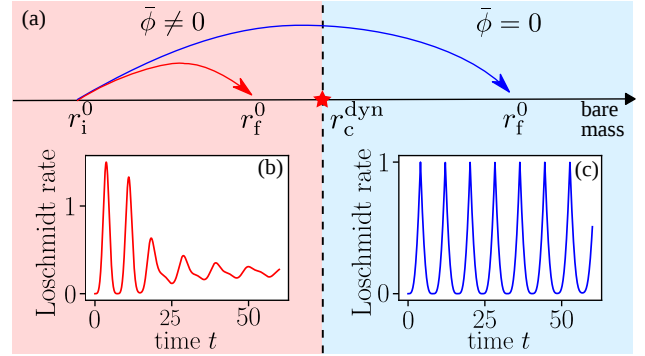 (a)
ϕ̄ ≠ 0
ϕ̄ = 0
r_i^0
r_f^0
r_c^dyn
r_f^0
bare
mass
(b)
Loschmidt rate
1
0
0
25
50
time t
(c)
Loschmidt rate
1
0
0
25
50
time t